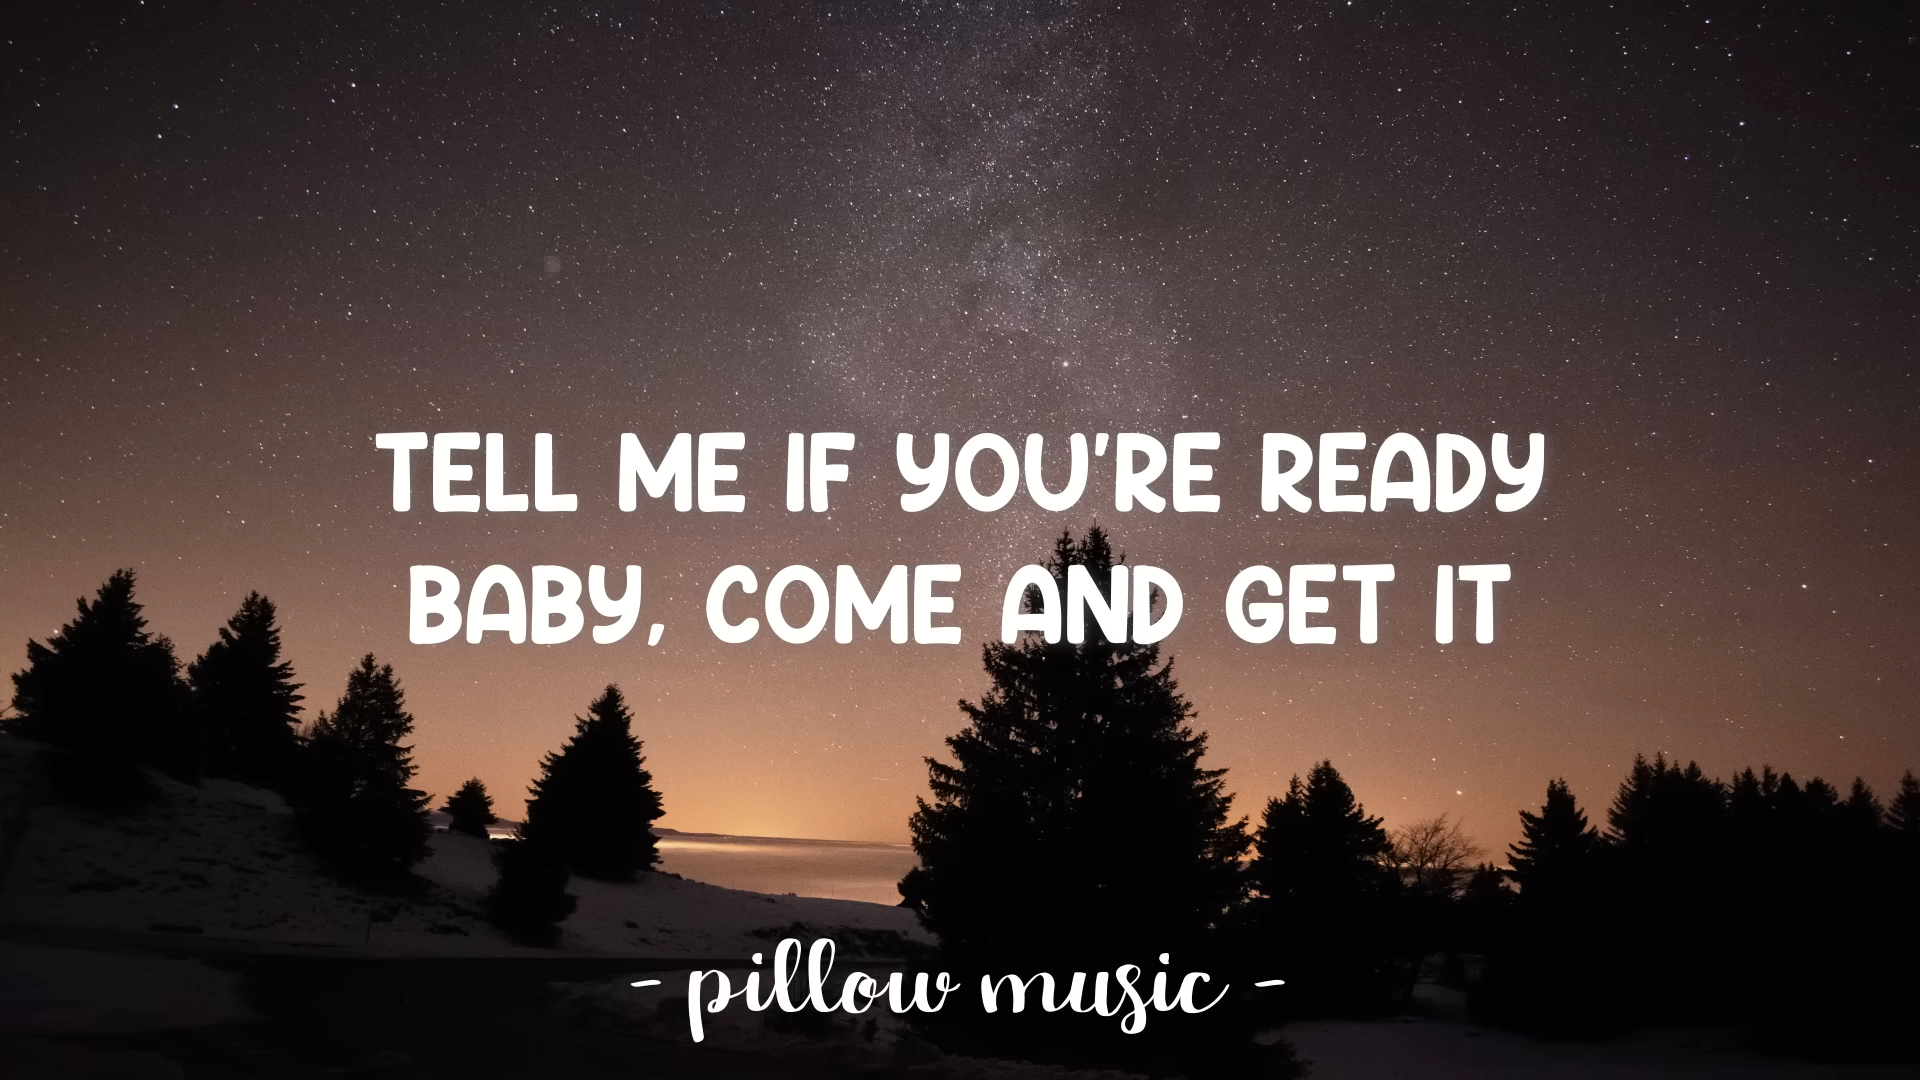 TELL ME IF YOU'RE READY
BABY, COME AND GET IT
- pillow music -